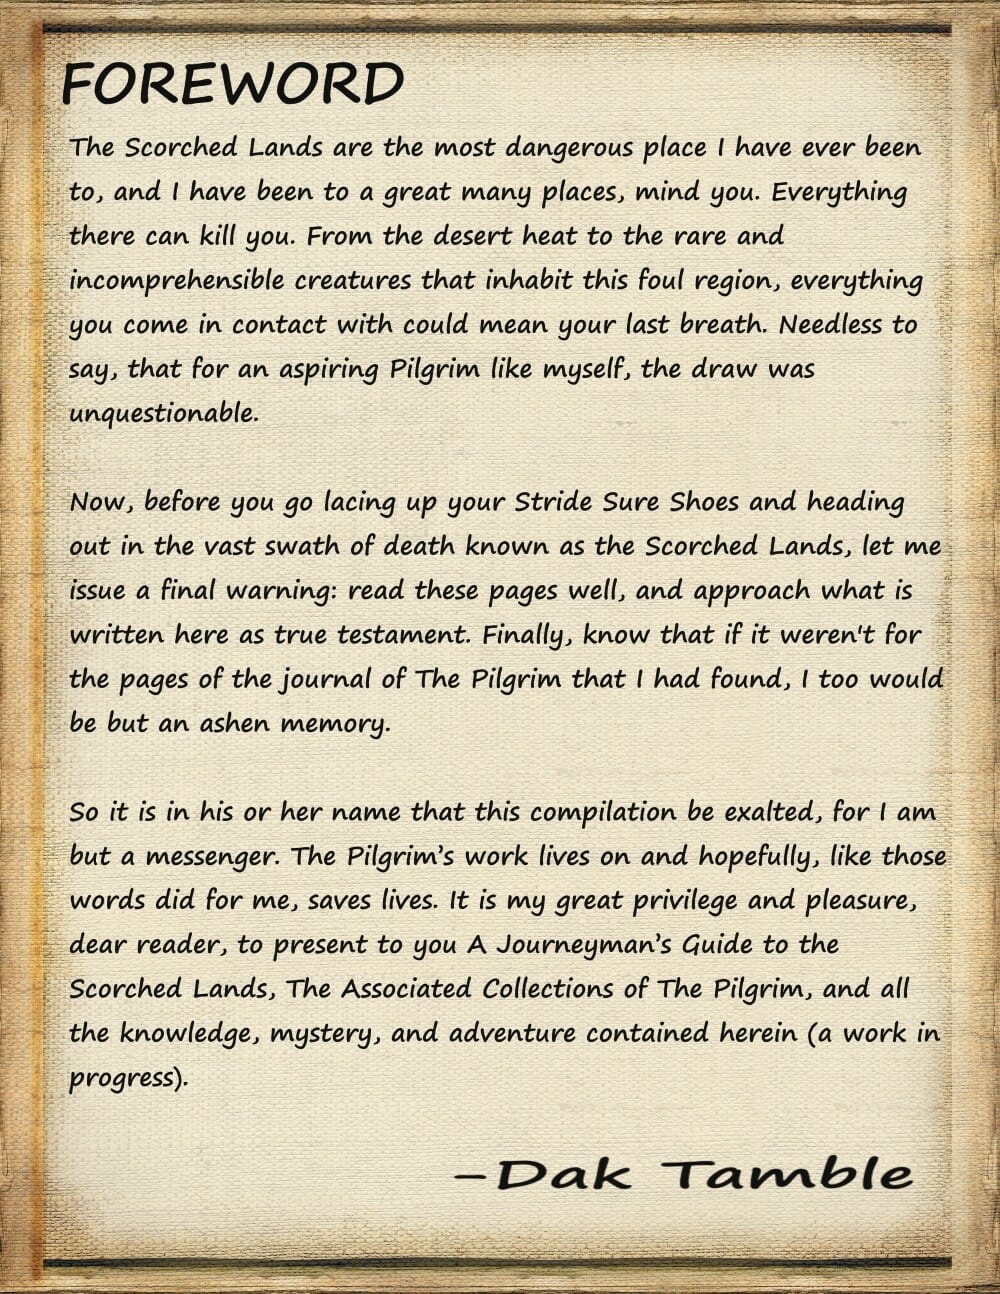 FOREWORD
The Scorched Lands are the most dangerous place I have ever been
to, and I have been to a great many places, mind you. Everything
there can kill you. From the desert heat to the rare and
incomprehensible creatures that inhabit this foul region, everything
you come in contact with could mean your last breath. Needless to
say, that for an aspiring Pilgrim like myself, the draw was
unquestionable.
Now, before you go lacing up your Stride Sure Shoes and heading
out in the vast swath of death known as the Scorched Lands, let me
issue a final warning: read these pages well, and approach what is
written here as true testament. Finally, know that if it weren't for
the pages of the journal of The Pilgrim that I had found, I too would
be but an ashen memory.
So it is in his or her name that this compilation be exalted, for I am
but a messenger. The Pilgrim’s work lives on and hopefully, like those
words did for me, saves lives. It is my great privilege and pleasure,
dear reader, to present to you A Journeyman’s Guide to the
Scorched Lands, The Associated Collections of The Pilgrim, and all
the knowledge, mystery, and adventure contained herein (a work in
progress).
–Dak Tamble